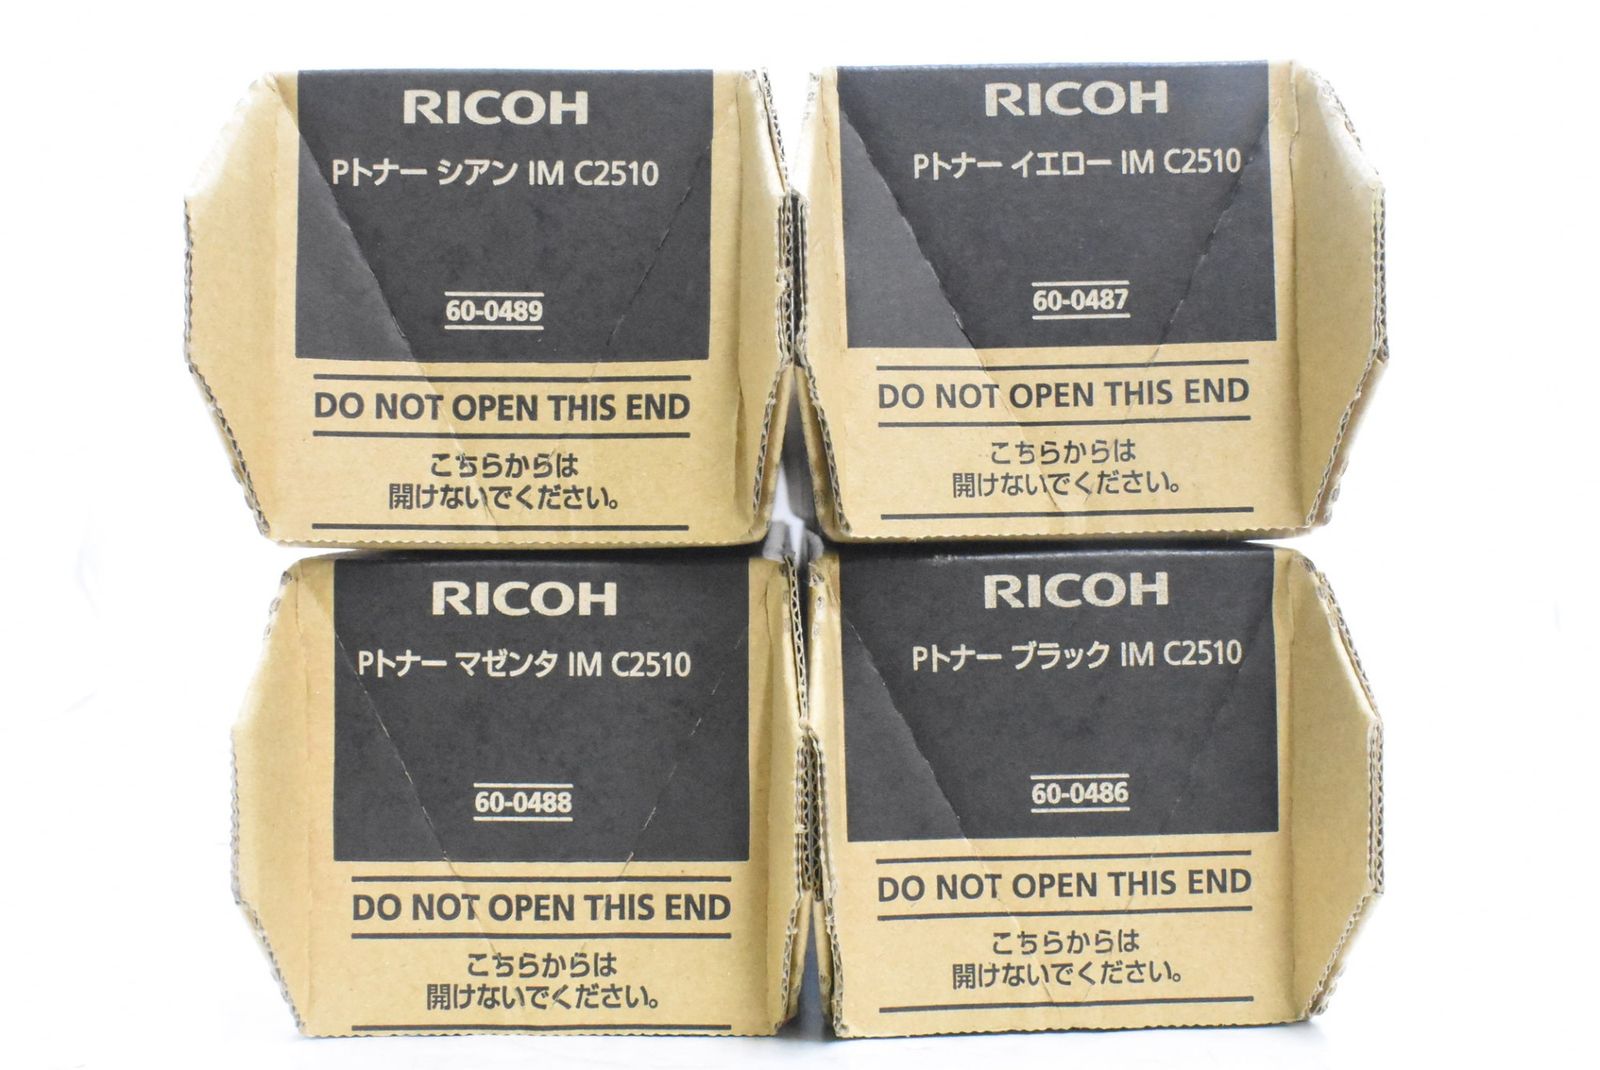 RICOH
Pトナー シアン IM C2510
60-0489
DO NOT OPEN THIS END
こちらからは
開けないでください。
RICOH
Pトナー イエロー IM C2510
60-0487
DO NOT OPEN THIS END
こちらからは
開けないでください。
RICOH
Pトナー マゼンタ IM C2510
60-0488
DO NOT OPEN THIS END
こちらからは
開けないでください。
RICOH
Pトナー ブラック IM C2510
60-0486
DO NOT OPEN THIS END
こちらからは
開けないでください。